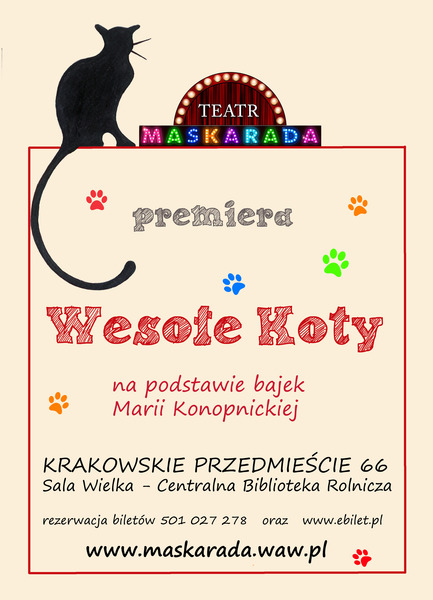 TEATR
MASKARADA
premiera
Wesołe Koty
na podstawie bajek
Marii Konopnickiej
KRAKOWSKIE PRZEDMIEŚCIE 66
Sala Wielka - Centralna Biblioteka Rolnicza
rezerwacja biletów 501 027 278 oraz www.ebilet.pl
www.maskarada.waw.pl